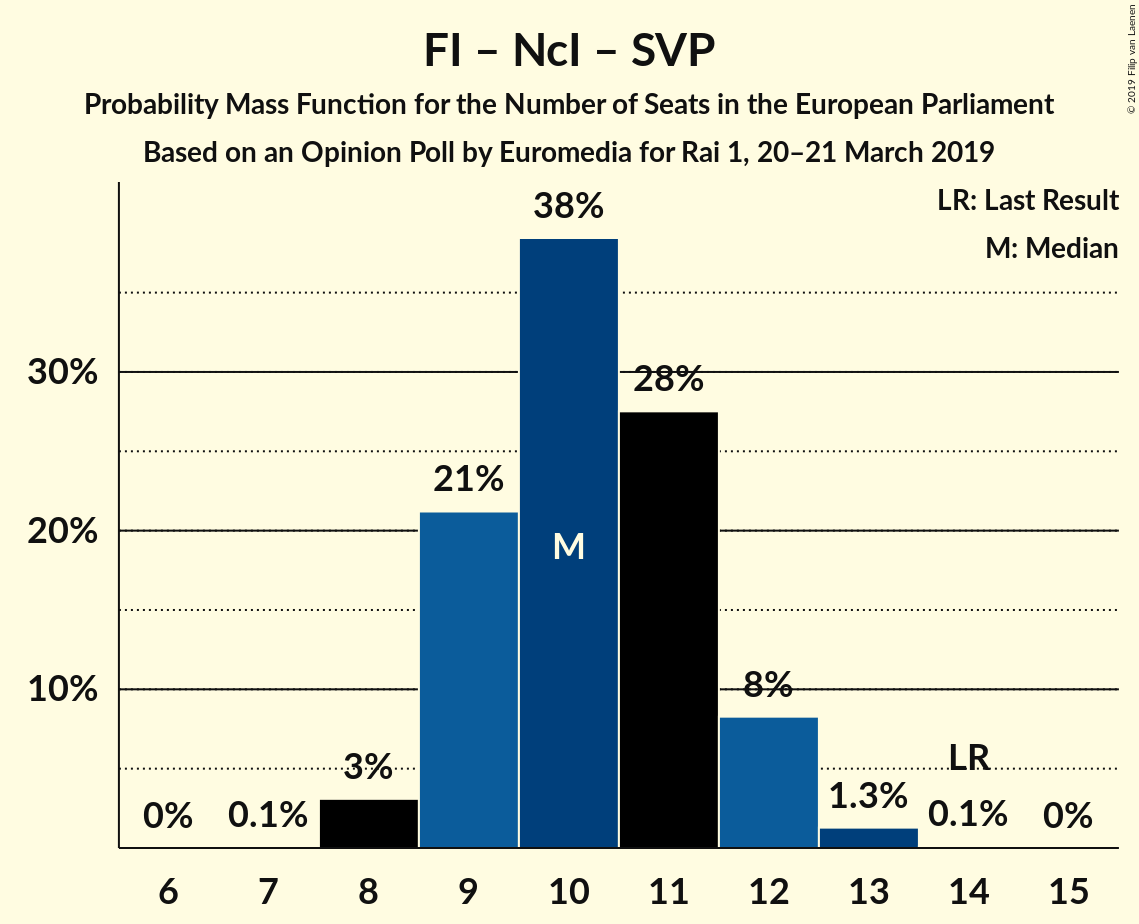 FI – NcI – SVP
Probability Mass Function for the Number of Seats in the European Parliament
Based on an Opinion Poll by Euromedia for Rai 1, 20–21 March 2019
© 2019 Filip van Laenen
LR: Last Result
M: Median
38%
30%
28%
21%
20%
M
10%
8%
LR
3%
1.3%
0%
0.1%
0.1%
0%
6 7 8 9 10 11 12 13 14 15